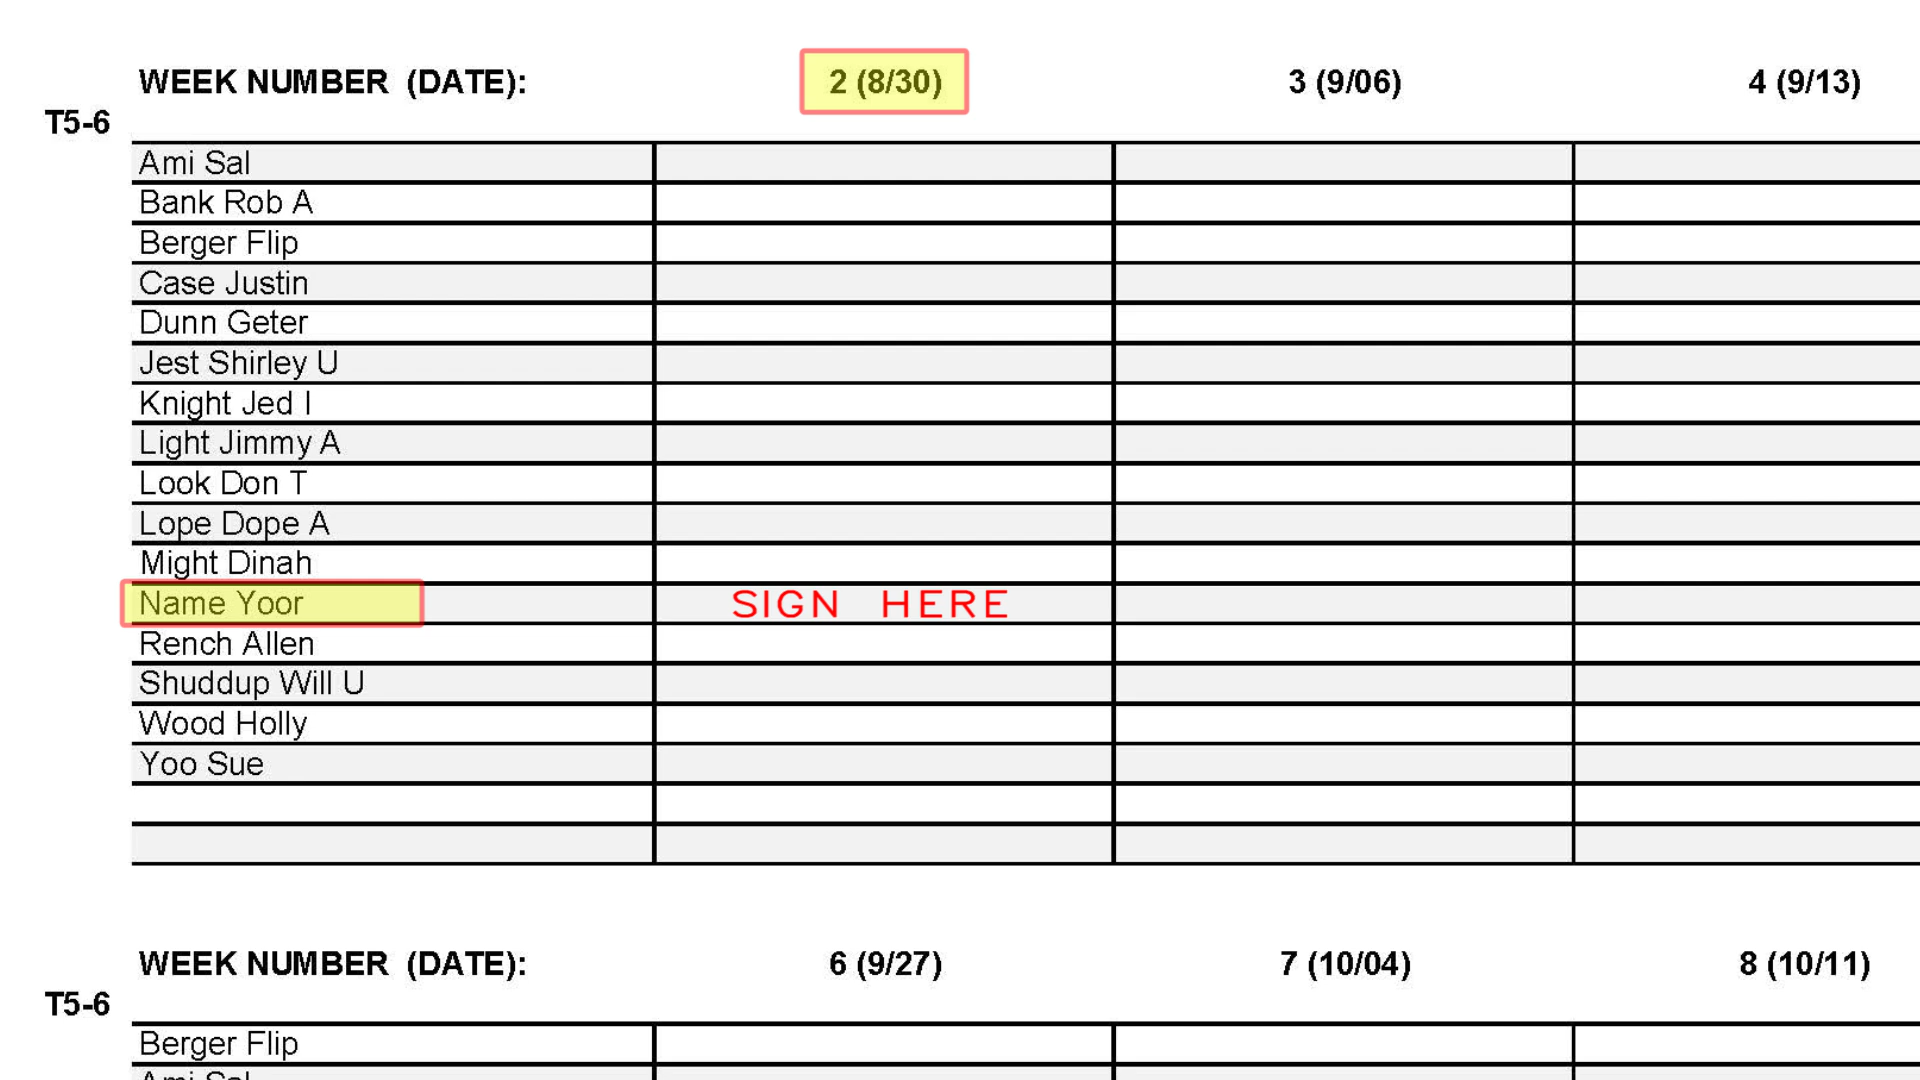 WEEK NUMBER (DATE): 2 (8/30) 3 (9/06) 4 (9/13)
T5-6
Ami Sal
Bank Rob A
Berger Flip
Case Justin
Dunn Geter
Jest Shirley U
Knight Jed I
Light Jimmy A
Look Don T
Lope Dope A
Might Dinah
Name Yoor SIGN HERE
Rench Allen
Shuddup Will U
Wood Holly
Yoo Sue
WEEK NUMBER (DATE): 6 (9/27) 7 (10/04) 8 (10/11)
T5-6
Berger Flip
Ami Sal